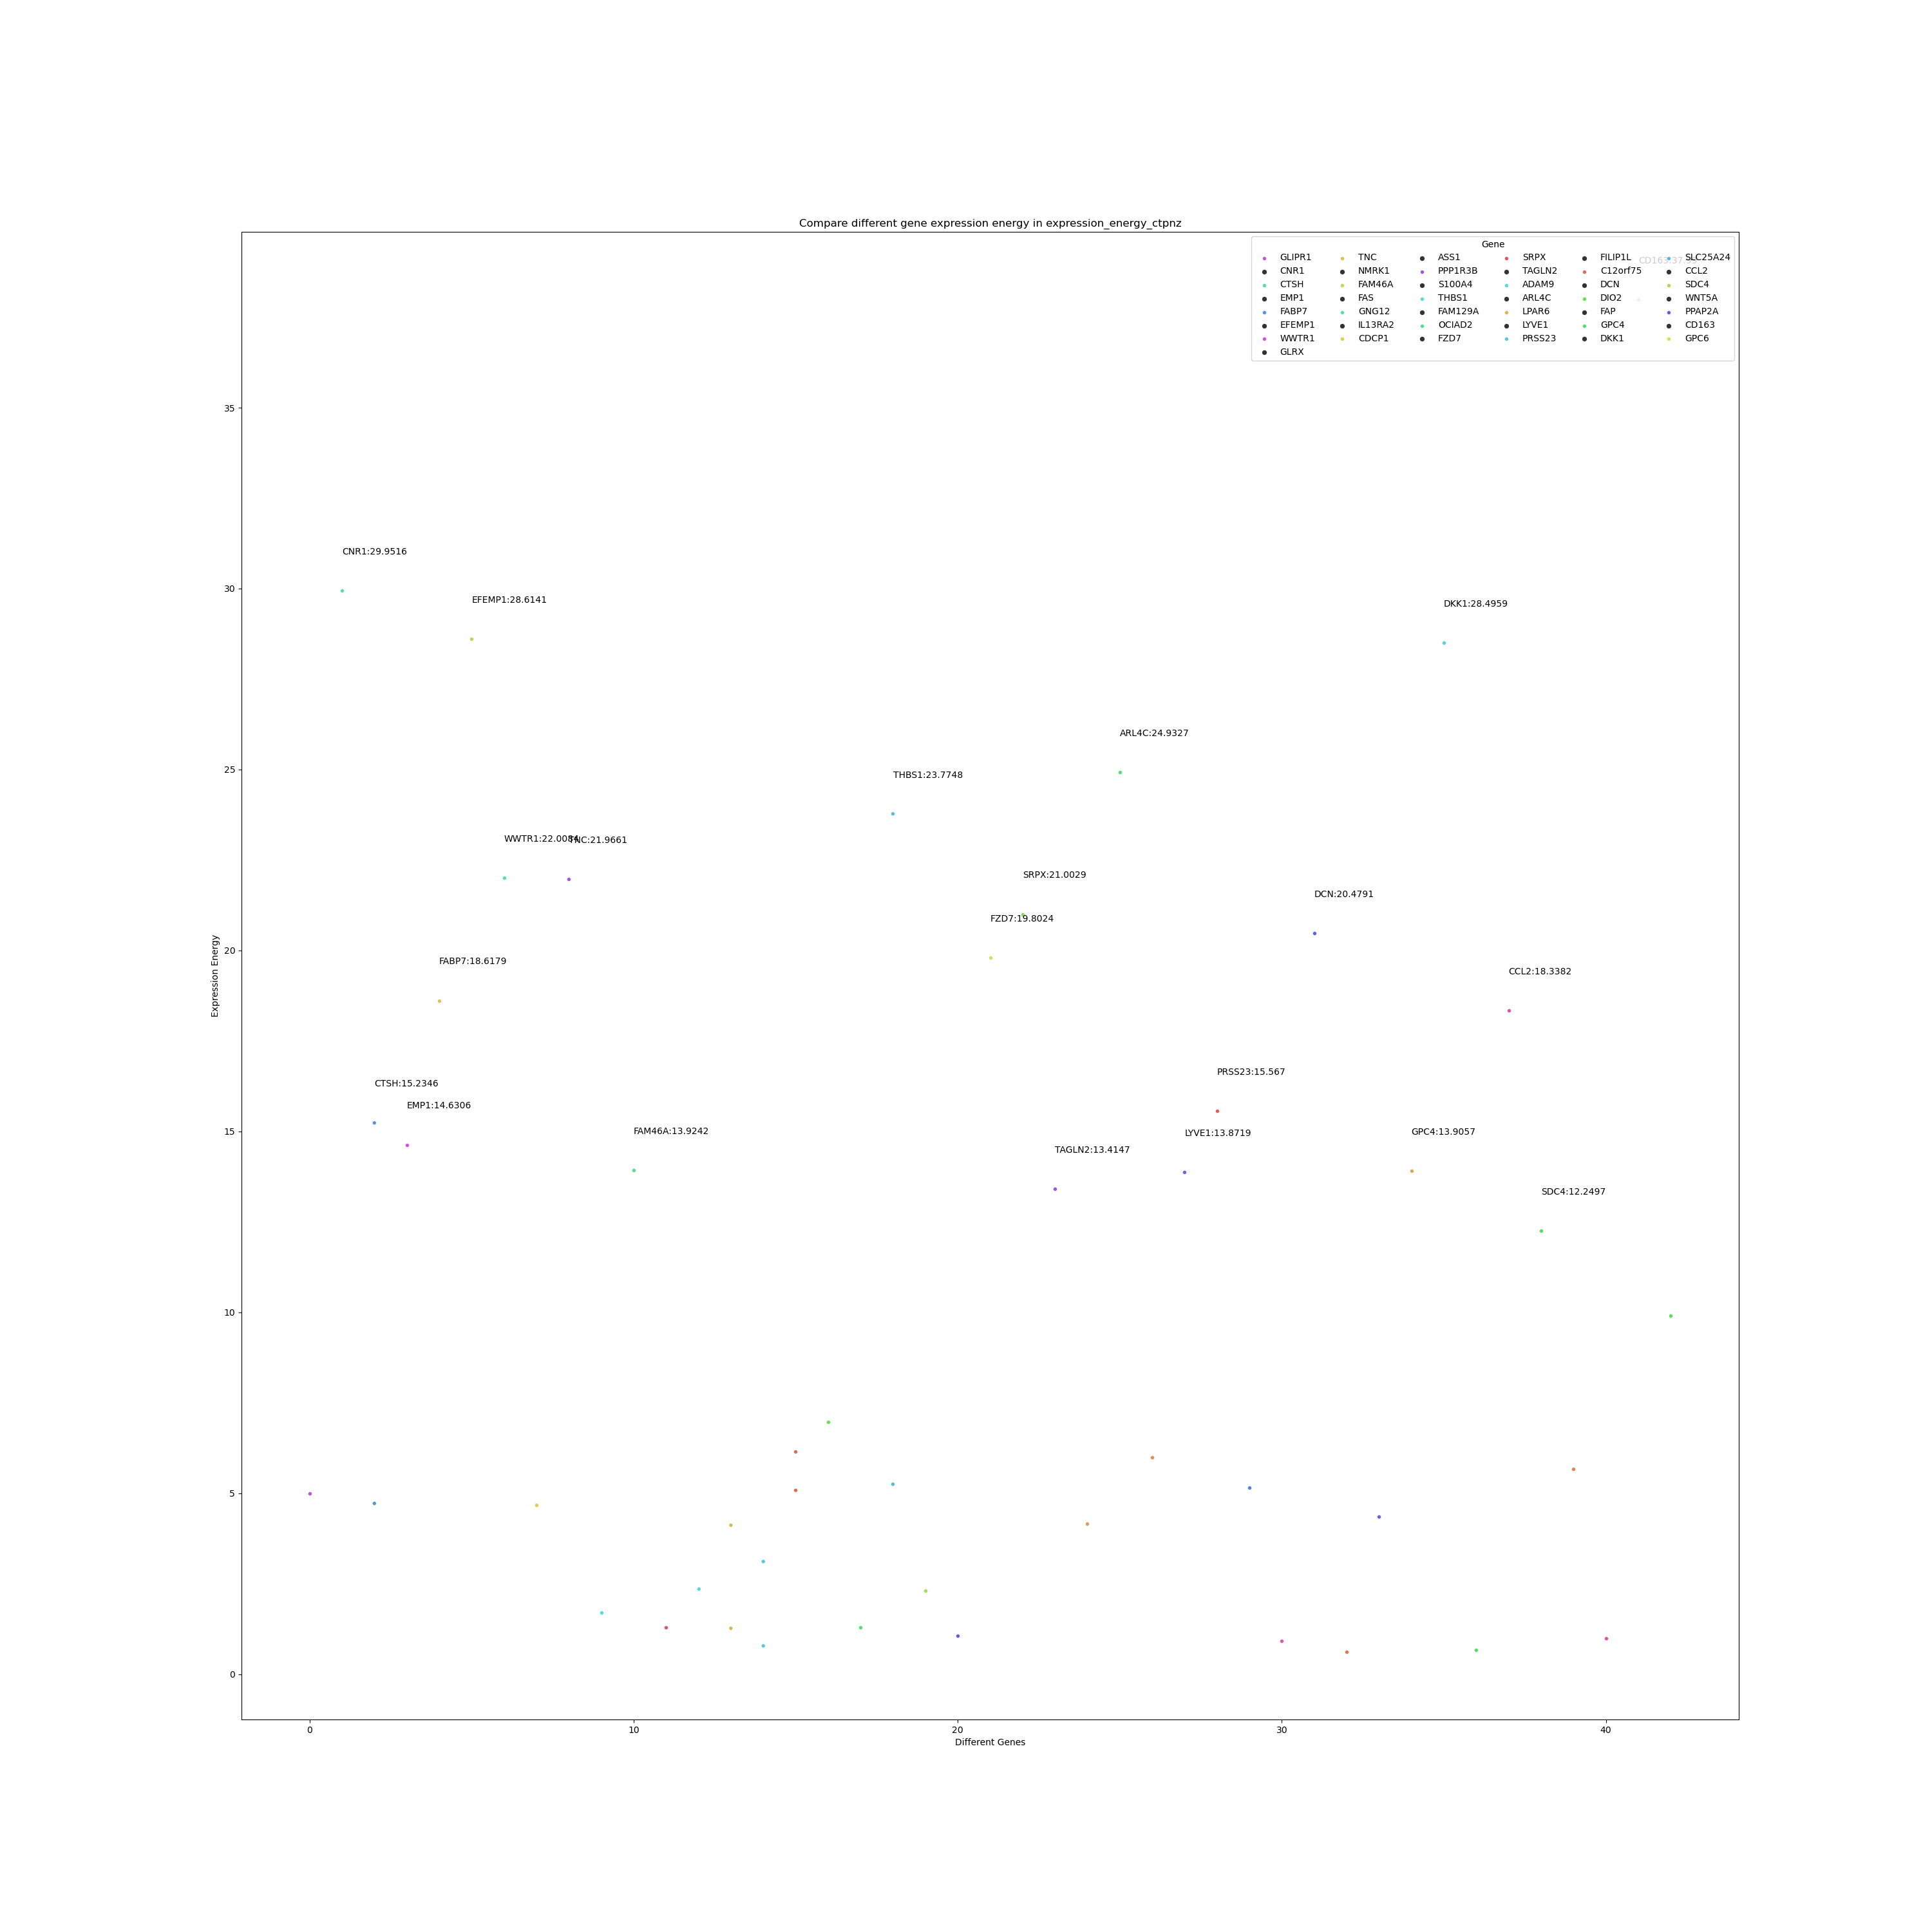 Compare different gene expression energy in expression_energy_ctpnz
Gene
GLIPR1 TNC ASS1 SRPX FILIP1L SLC25A24
CNR1 NMRK1 PPP1R3B TAGLN2 C12orf75 CCL2
CTSH FAM46A S100A4 ADAM9 DCN SDC4
EMP1 FAS THBS1 ARL4C DIO2 WNT5A
FABP7 GNG12 FAM129A LPAR6 FAP PPAP2A
EFEMP1 IL13RA2 OCIAD2 LYVE1 GPC4 CD163
WWTR1 CDCP1 FZD7 PRSS23 DKK1 GPC6
GLRX
35
CNR1:29.9516
30
EFEMP1:28.6141
DKK1:28.4959
ARL4C:24.9327
25
THBS1:23.7748
WWTR1:22.0084
TNC:21.9661
SRPX:21.0029
DCN:20.4791
FZD7:19.8024
20
FABP7:18.6179
CCL2:18.3382
PRSS23:15.567
CTSH:15.2346
EMP1:14.6306
15
FAM46A:13.9242
LYVE1:13.8719
GPC4:13.9057
TAGLN2:13.4147
SDC4:12.2497
10
5
0
Expression Energy
0 10 20 30 40
Different Genes